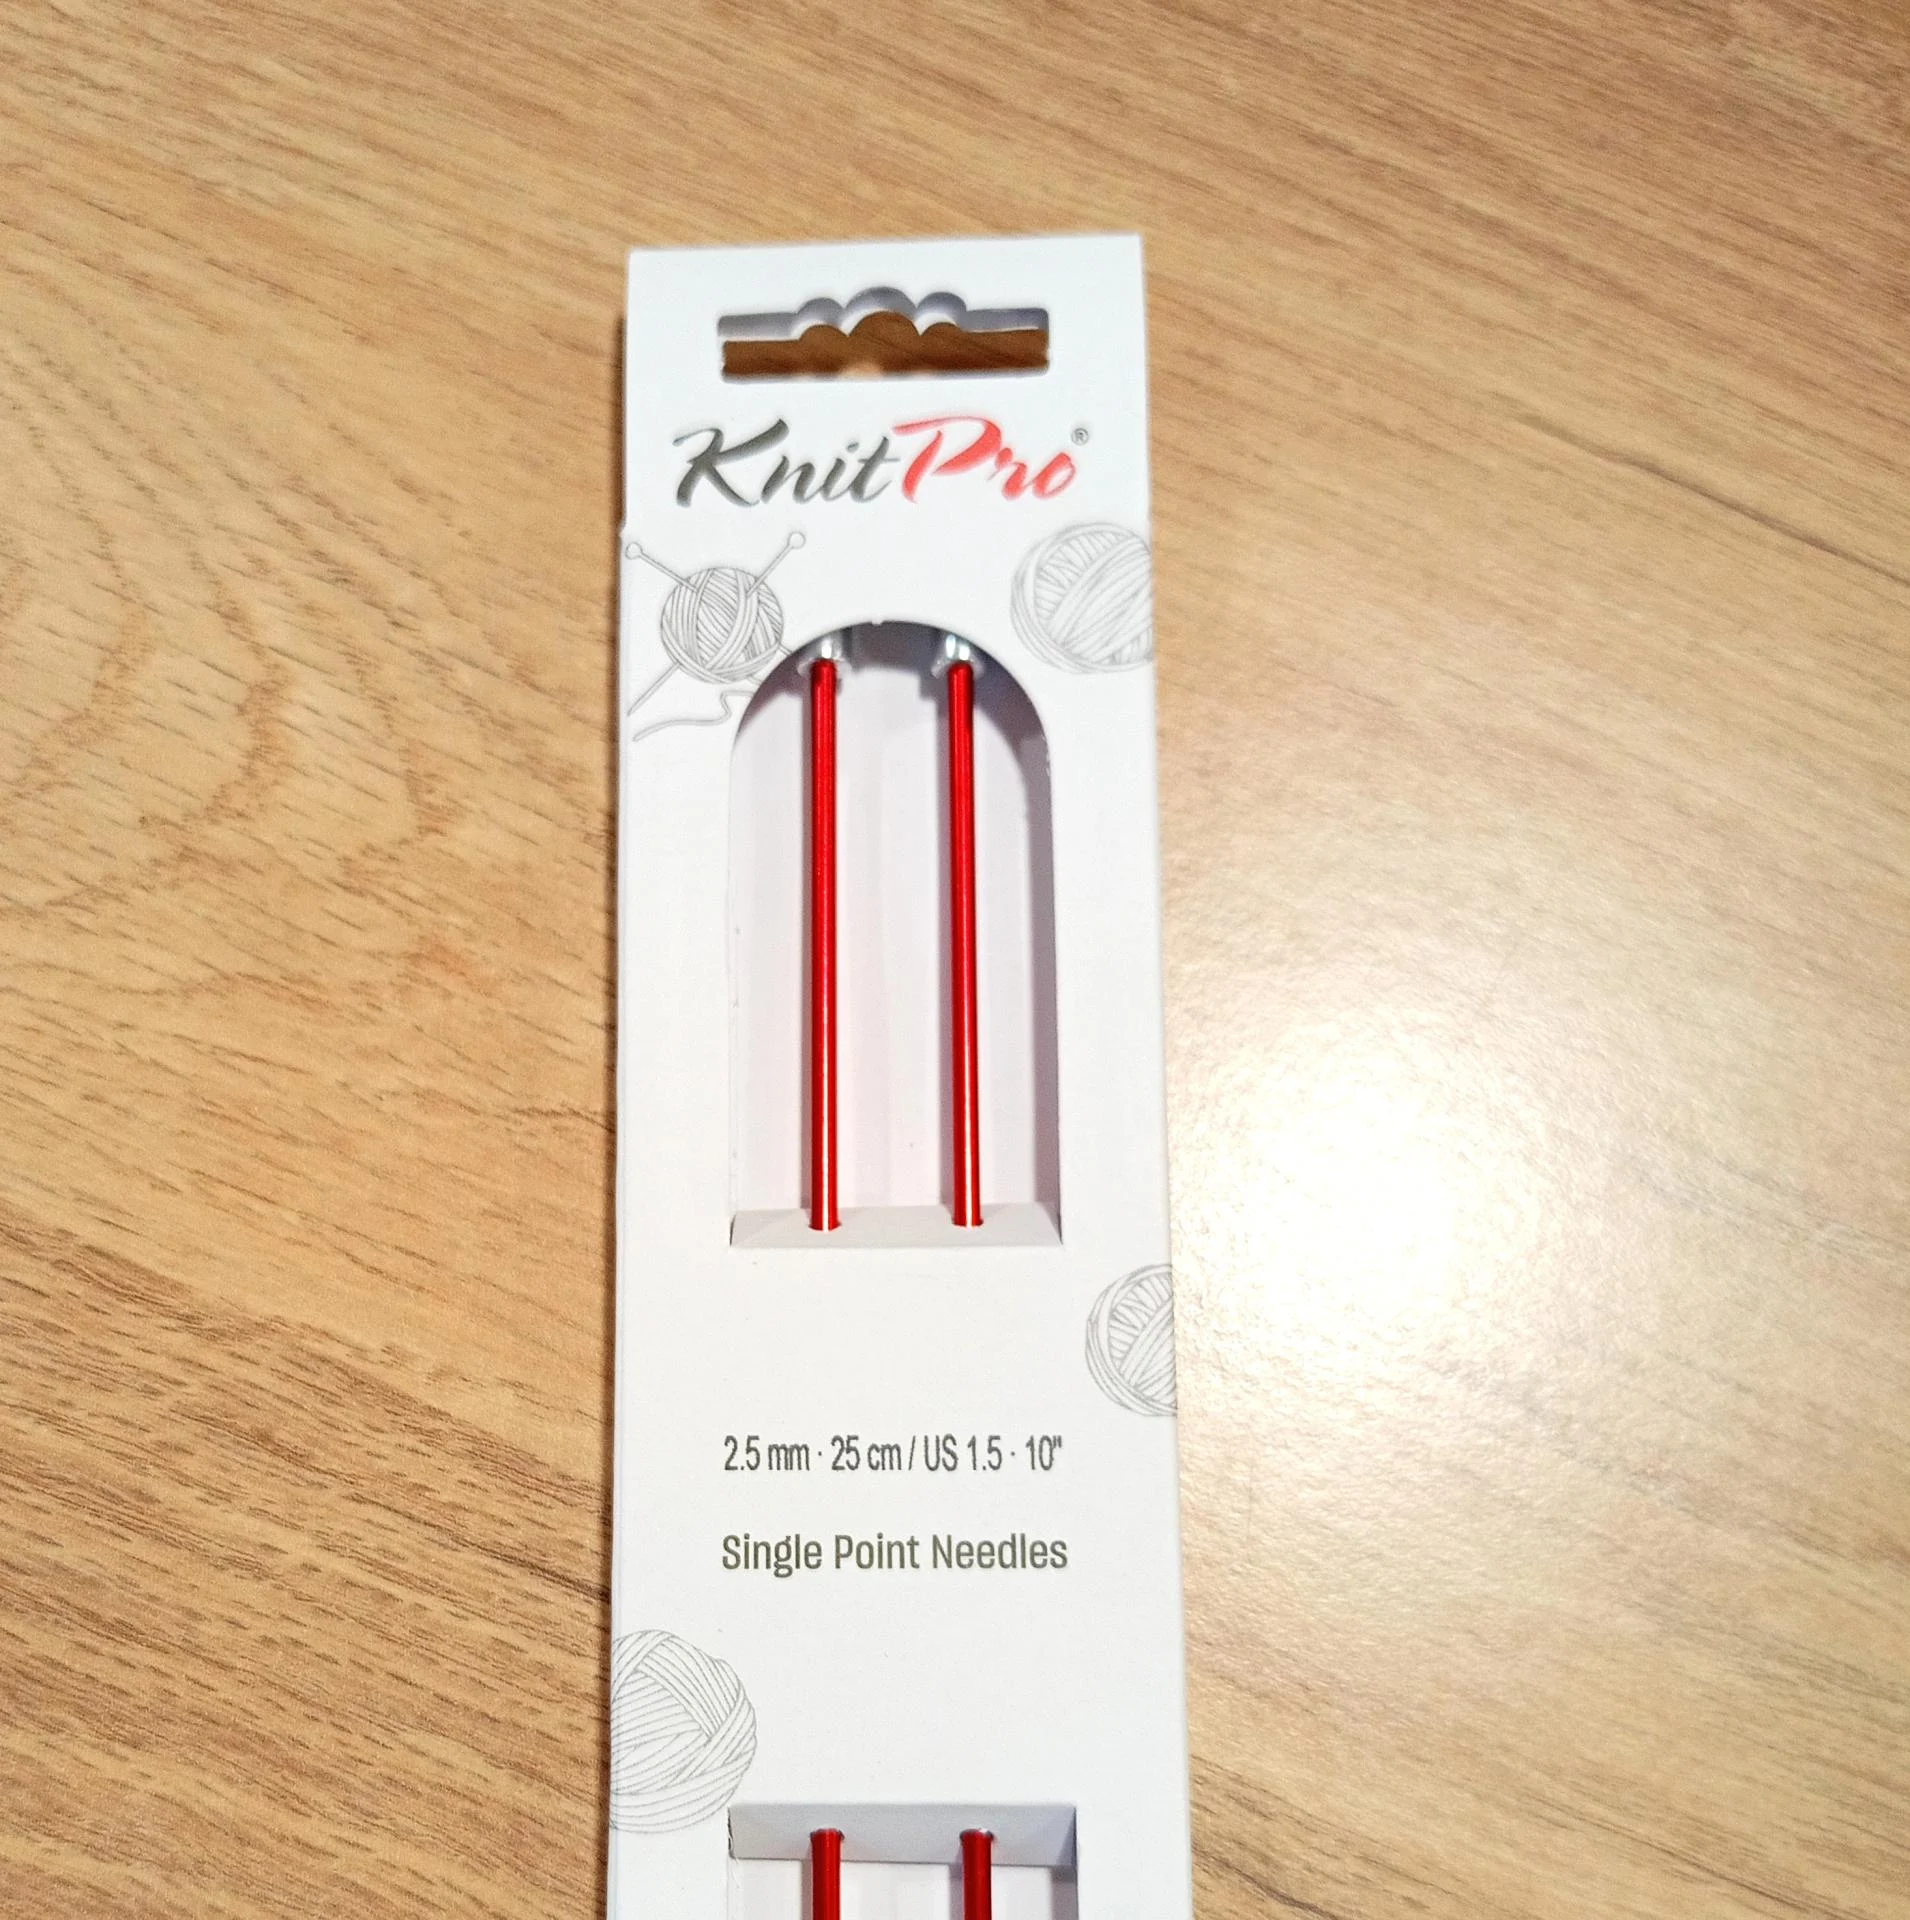 KnitPro®
2.5 mm · 25 cm / US 1.5 · 10"
Single Point Needles